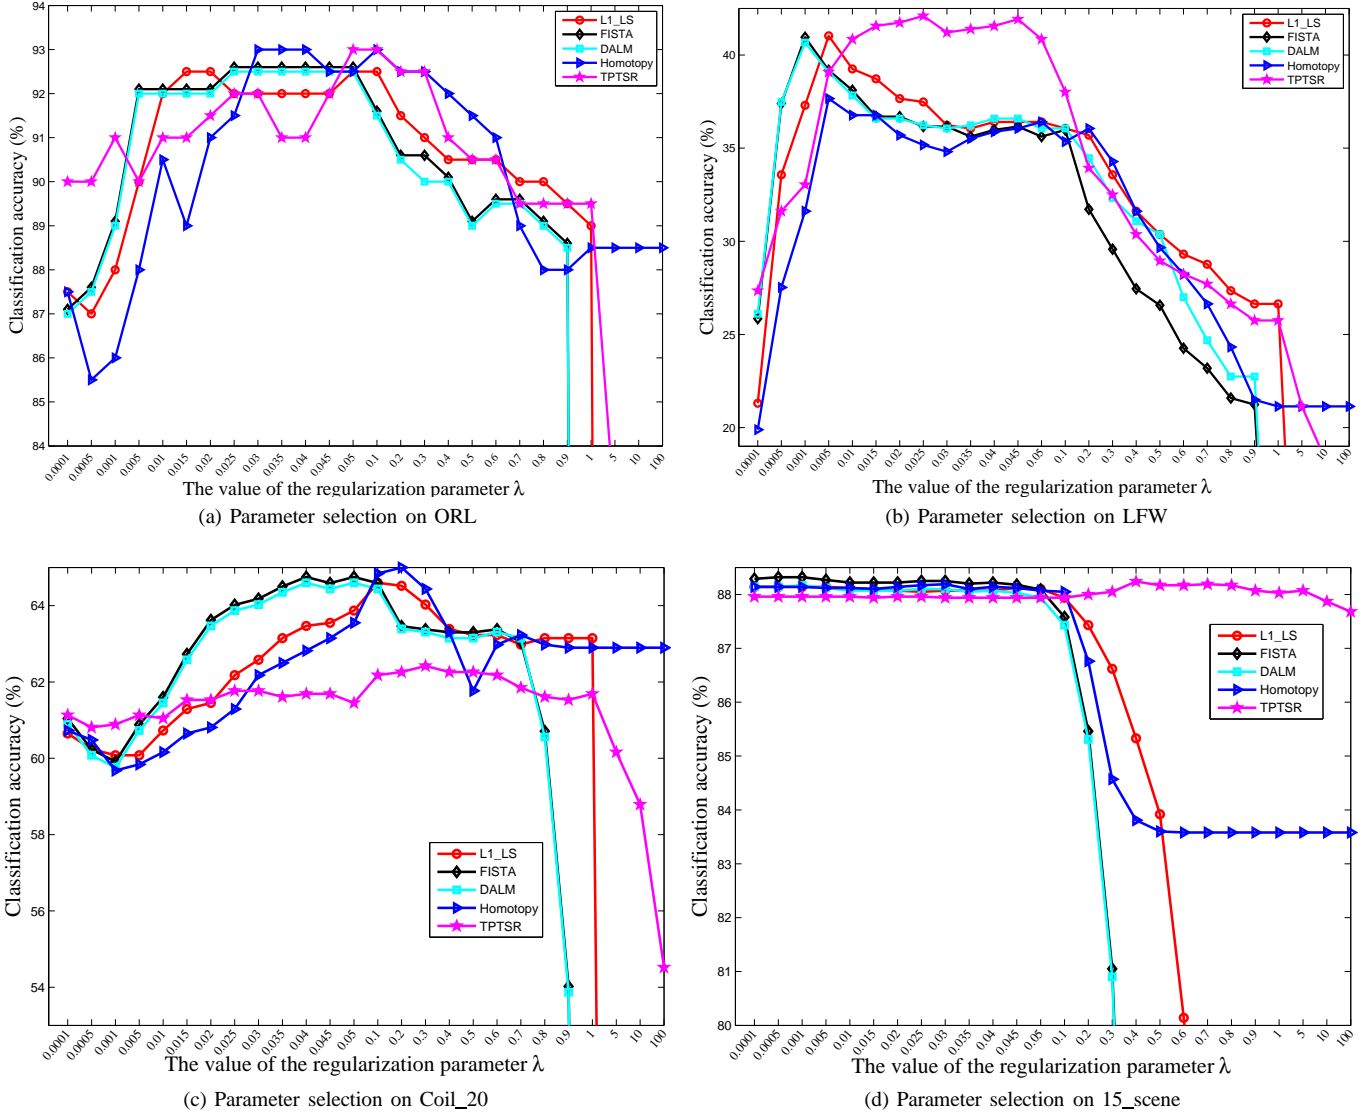 94
93
92
91
90
89
88
87
86
85
84
Classification accuracy (%)
L1_LS
FISTA
DALM
Homotopy
TPTSR
0.0001 0.0005 0.001 0.005 0.01 0.015 0.02 0.025 0.03 0.035 0.04 0.045 0.05 0.1 0.2 0.3 0.4 0.5 0.6 0.7 0.8 0.9 1 5 10 100
The value of the regularization parameter λ
(a) Parameter selection on ORL
40
35
30
25
20
Classification accuracy (%)
L1_LS
FISTA
DALM
Homotopy
TPTSR
0.0001 0.0005 0.001 0.005 0.01 0.015 0.02 0.025 0.03 0.035 0.04 0.045 0.05 0.1 0.2 0.3 0.4 0.5 0.6 0.7 0.8 0.9 1 5 10 100
The value of the regularization parameter λ
(b) Parameter selection on LFW
64
62
60
58
56
54
Classification accuracy (%)
L1_LS
FISTA
DALM
Homotopy
TPTSR
0.0001 0.0005 0.001 0.005 0.01 0.015 0.02 0.025 0.03 0.035 0.04 0.045 0.05 0.1 0.2 0.3 0.4 0.5 0.6 0.7 0.8 0.9 1 5 10 100
The value of the regularization parameter λ
(c) Parameter selection on Coil_20
88
87
86
85
84
83
82
81
80
Classification accuracy (%)
L1_LS
FISTA
DALM
Homotopy
TPTSR
0.0001 0.0005 0.001 0.005 0.01 0.015 0.02 0.025 0.03 0.035 0.04 0.045 0.05 0.1 0.2 0.3 0.4 0.5 0.6 0.7 0.8 0.9 1 5 10 100
The value of the regularization parameter λ
(d) Parameter selection on 15_scene